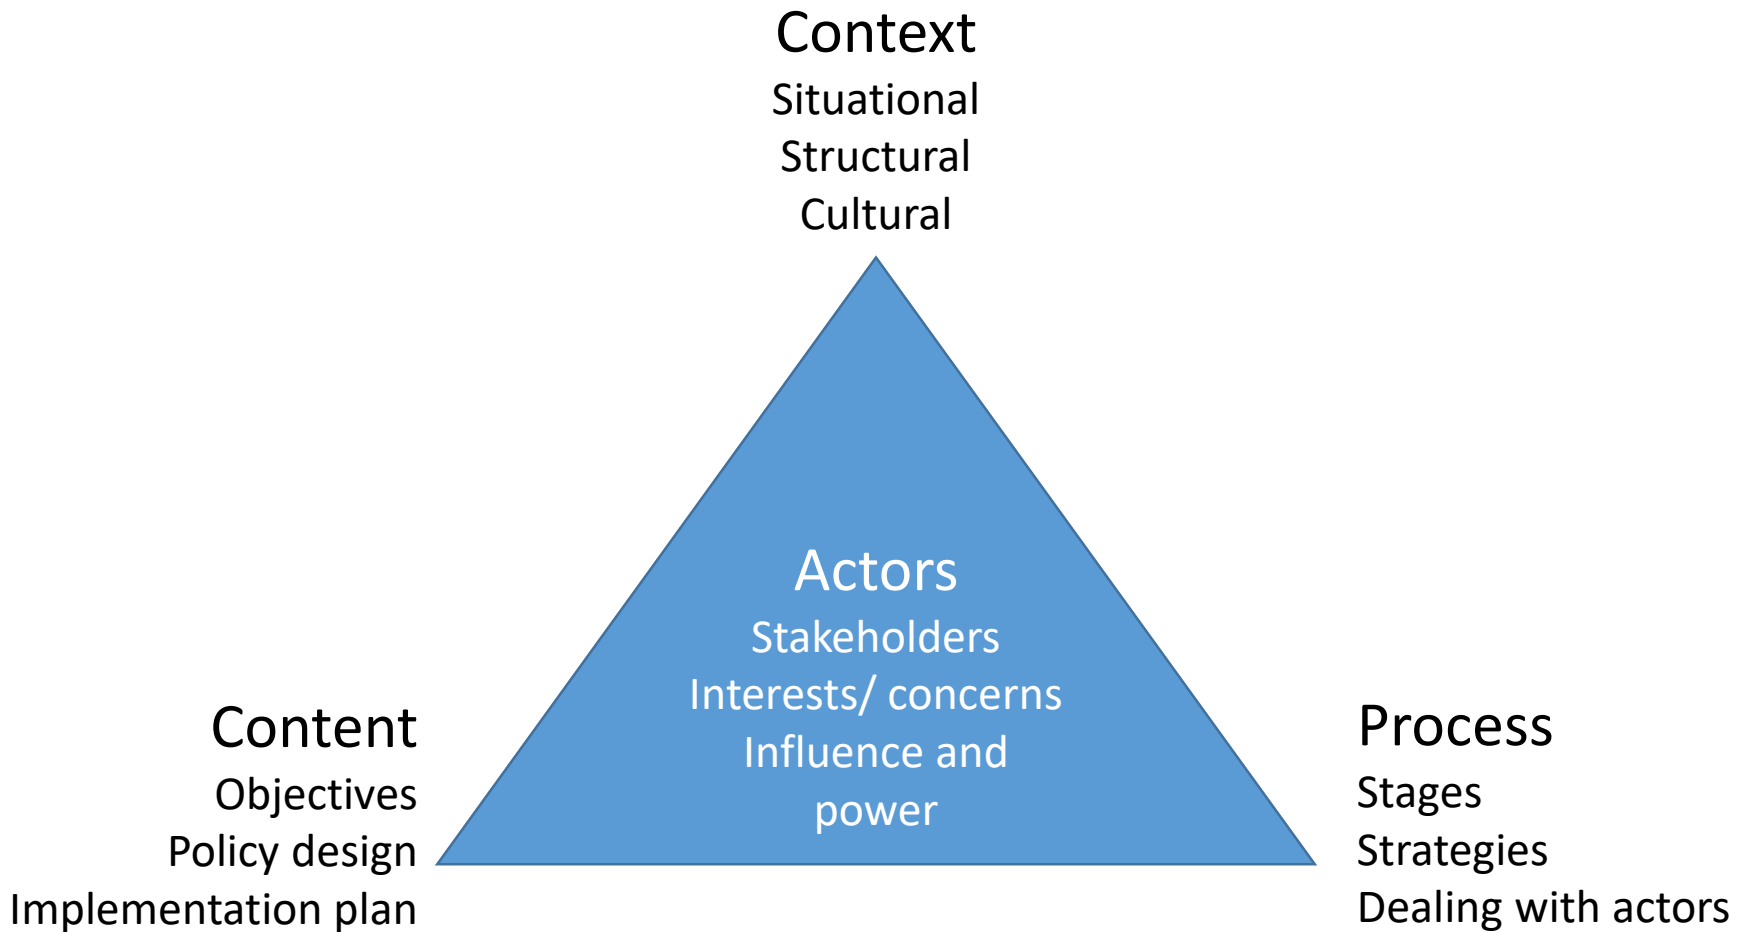 Context
Situational
Structural
Cultural
Actors
Stakeholders
Interests/ concerns
Influence and
power
Content
Objectives
Policy design
Implementation plan
Process
Stages
Strategies
Dealing with actors